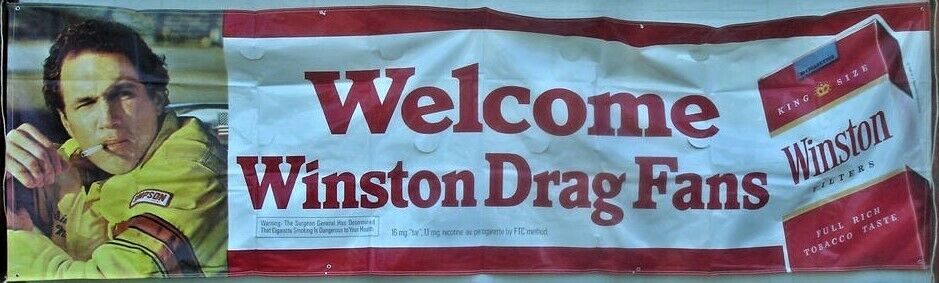 Welcome
Winston Drag Fans
Warning: The Surgeon General Has Determined
That Cigarette Smoking Is Dangerous to Your Health.
16 mg. "tar", 1.1 mg. nicotine av. per cigarette by FTC method.
SIMPSON
20 CIGARETTES
KING SIZE
Winston
FILTERS
FULL RICH
TOBACCO TASTE